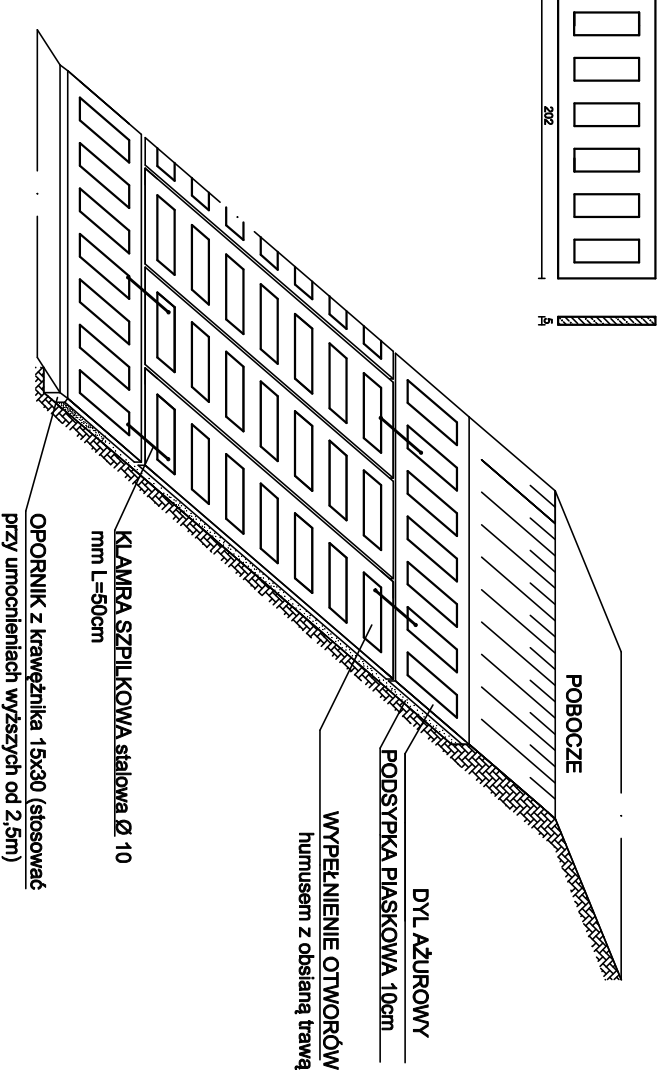 202
5
POBOCZE
DYL AŻUROWY
PODSYPKA PIASKOWA 10cm
WYPEŁNIENIE OTWORÓW
humusem z obsianą trawą
KLAMRA SZPILKOWA stalowa Ø 10
mm L=50cm
OPORNIK z krawężnika 15x30 (stosować
przy umocnieniach wyższych od 2,5m)